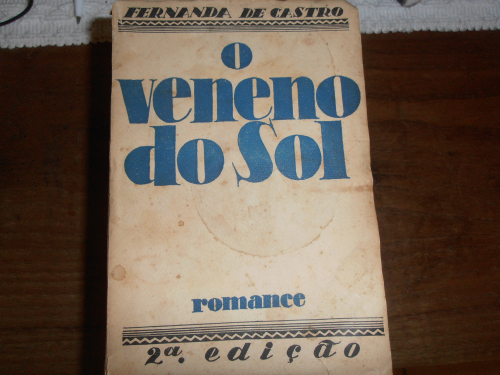 FERNANDA DE CASTRO
O
veneno
do Sol
romance
2ª. edição